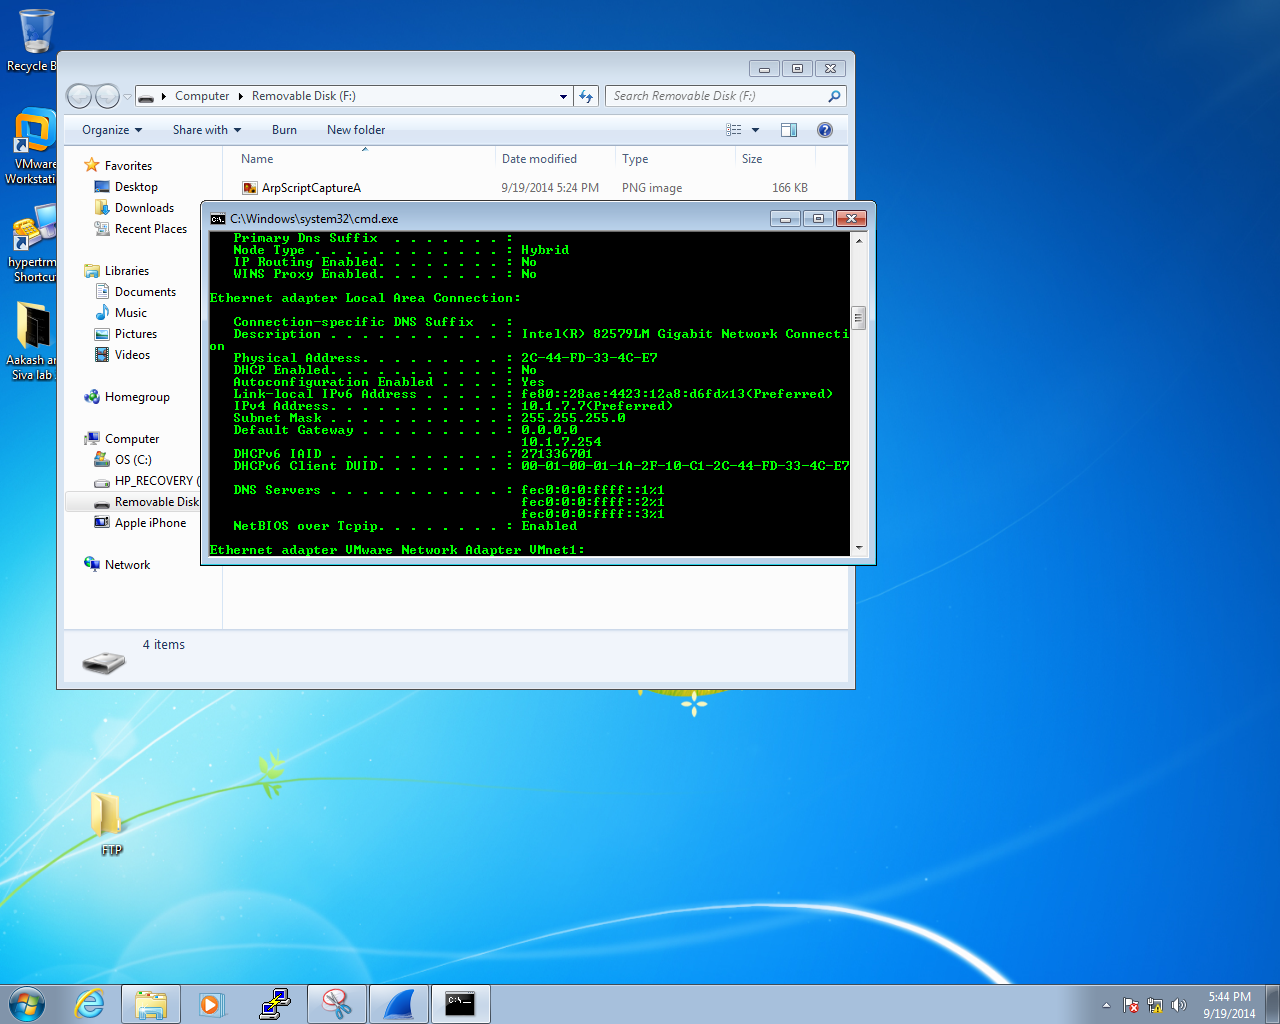 Recycle B
VMware
Workstati
hypertrm
Shortcu
Aakash an
Siva lab
Computer
Removable Disk (F:)
Search Removable Disk (F:)
Organize
Share with
Burn
New folder
Favorites
Desktop
Downloads
Recent Places
Libraries
Documents
Music
Pictures
Videos
Homegroup
Computer
OS (C:)
HP_RECOVERY (
Removable Disk
Apple iPhone
Network
Name Date modified Type Size
ArpScriptCaptureA 9/19/2014 5:24 PM PNG image 166 KB
C:\Windows\system32\cmd.exe
Primary Dns Suffix . . . . . . . :
Node Type . . . . . . . . . . . . : Hybrid
IP Routing Enabled. . . . . . . . : No
WINS Proxy Enabled. . . . . . . . : No
Ethernet adapter Local Area Connection:
Connection-specific DNS Suffix . :
Description . . . . . . . . . . . : Intel(R) 82579LM Gigabit Network Connecti
on
Physical Address. . . . . . . . . : 2C-44-FD-33-4C-E7
DHCP Enabled. . . . . . . . . . . : No
Autoconfiguration Enabled . . . . : Yes
Link-local IPv6 Address . . . . . : fe80::28ae:4423:12a8:d6fd%13(Preferred)
IPv4 Address. . . . . . . . . . . : 10.1.7.7(Preferred)
Subnet Mask . . . . . . . . . . . : 255.255.255.0
Default Gateway . . . . . . . . . : 0.0.0.0
10.1.7.254
DHCPv6 IAID . . . . . . . . . . . : 271336701
DHCPv6 Client DUID. . . . . . . . : 00-01-00-01-1A-2F-10-C1-2C-44-FD-33-4C-E7
DNS Servers . . . . . . . . . . . : fec0:0:0:ffff::1%1
fec0:0:0:ffff::2%1
fec0:0:0:ffff::3%1
NetBIOS over Tcpip. . . . . . . . : Enabled
Ethernet adapter VMware Network Adapter VMnet1:
4 items
FTP
5:44 PM
9/19/2014